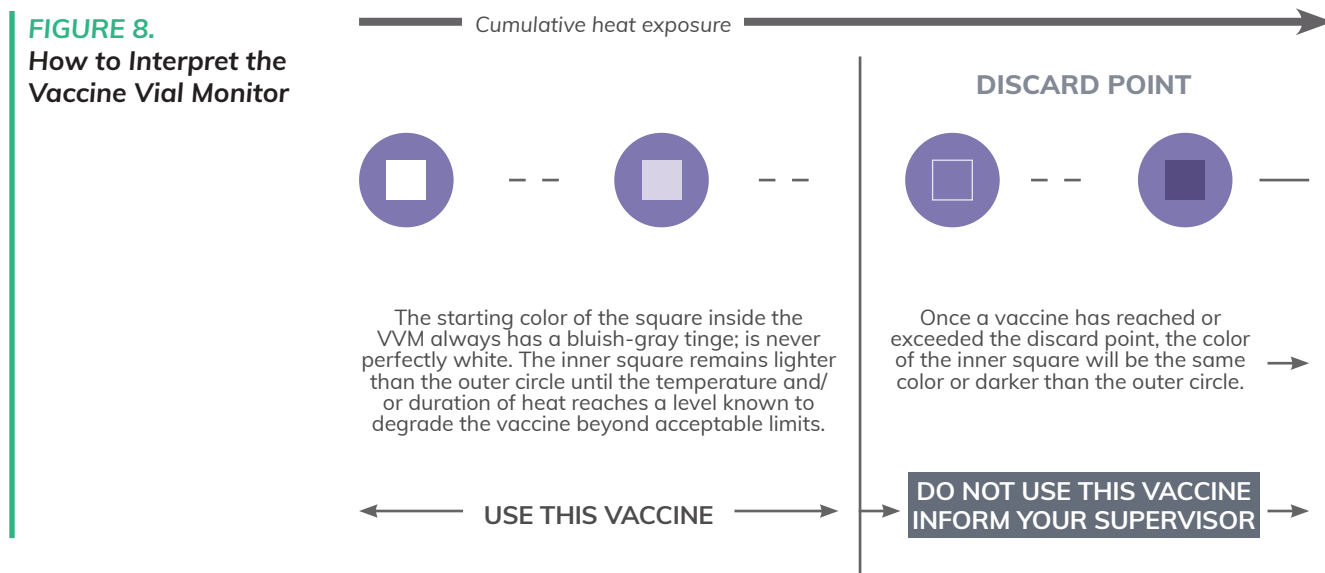 FIGURE 8.
How to Interpret the
Vaccine Vial Monitor
Cumulative heat exposure
DISCARD POINT
The starting color of the square inside the
VVM always has a bluish-gray tinge; is never
perfectly white. The inner square remains lighter
than the outer circle until the temperature and/
or duration of heat reaches a level known to
degrade the vaccine beyond acceptable limits.
Once a vaccine has reached or
exceeded the discard point, the color
of the inner square will be the same
color or darker than the outer circle.
USE THIS VACCINE
DO NOT USE THIS VACCINE
INFORM YOUR SUPERVISOR